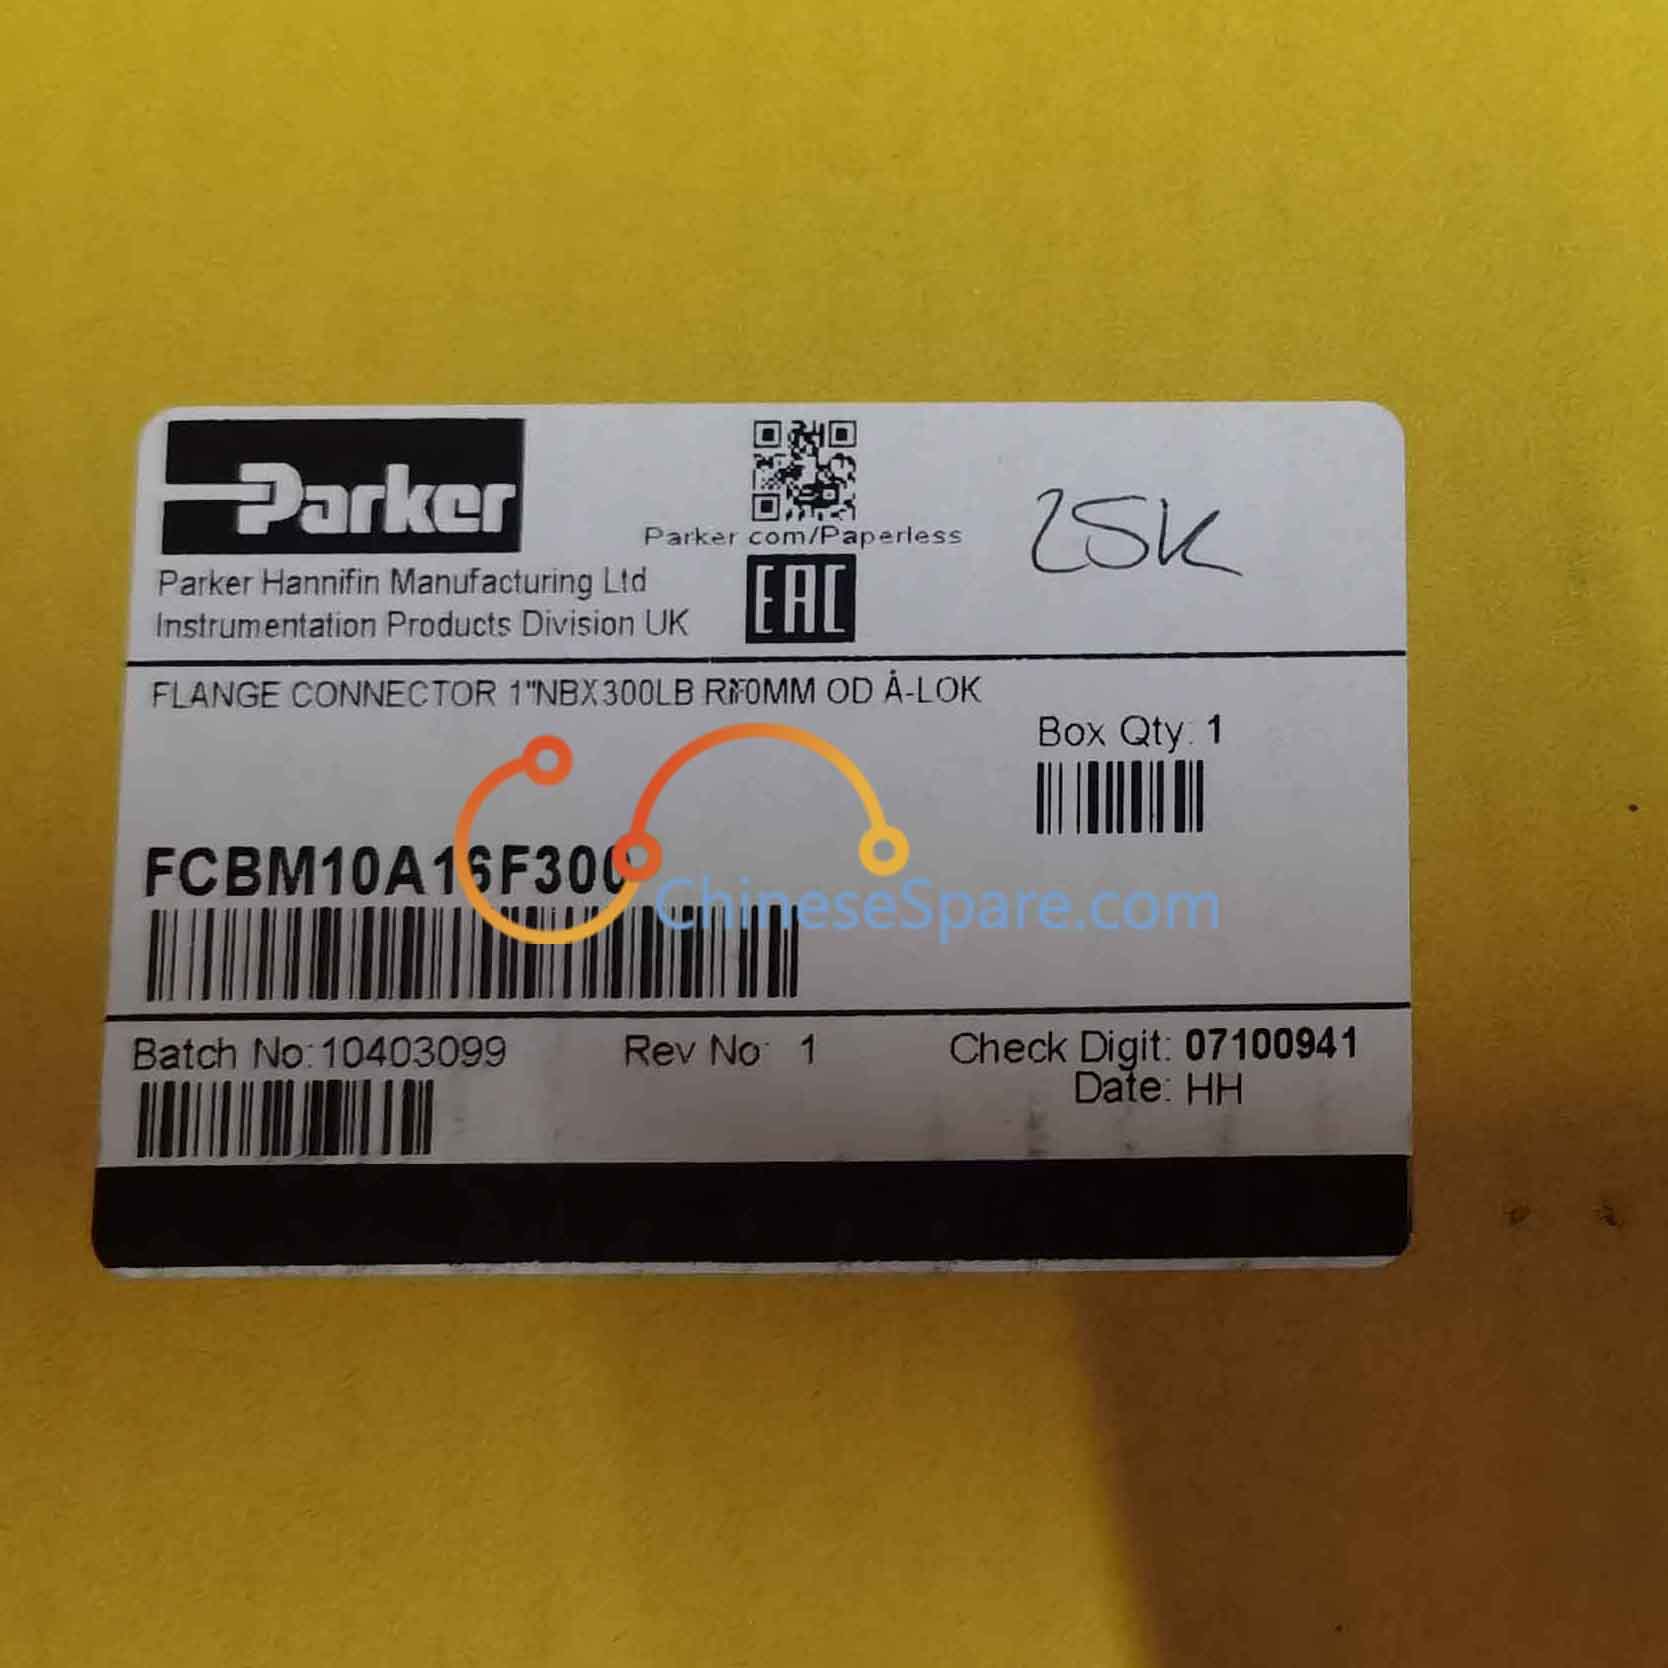 Parker
Parker com/Paperless
25K
Parker Hannifin Manufacturing Ltd
Instrumentation Products Division UK
EAC
FLANGE CONNECTOR 1"NBX300LB OD A-LOK
Box Qty: 1
FCBM10A16F300
ChineseSpare.com
Batch No:10403099 Rev No: 1 Check Digit: 07100941
Date: HH